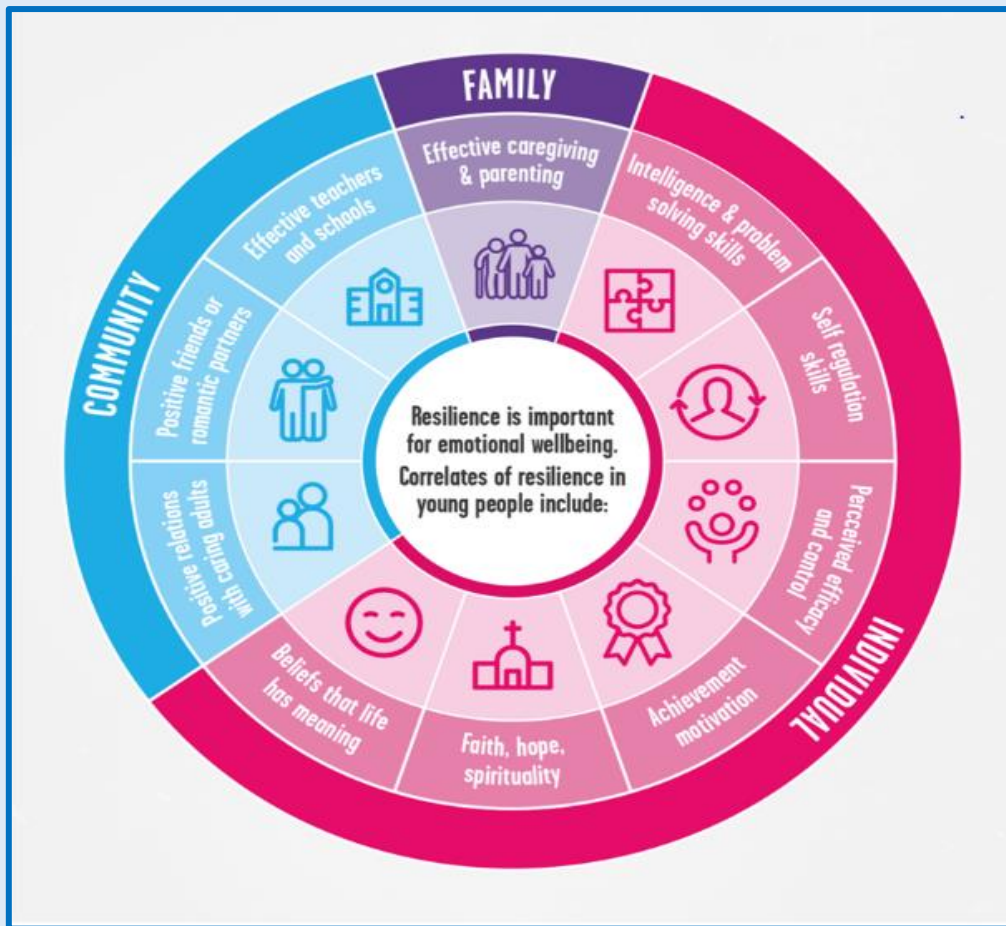 FAMILY
Effective caregiving
& parenting
INDIVIDUAL
Intelligence & problem
solving skills
Self regulation
skills
Percceived efficacy
and control
Achievement
motivation
Faith, hope,
spirituality
Beliefs that life
has meaning
COMMUNITY
Positive relations
with caring adults
Positive friends or
romantic partners
Effective teachers
and schools
Resilience is important
for emotional wellbeing.
Correlates of resilience in
young people include: